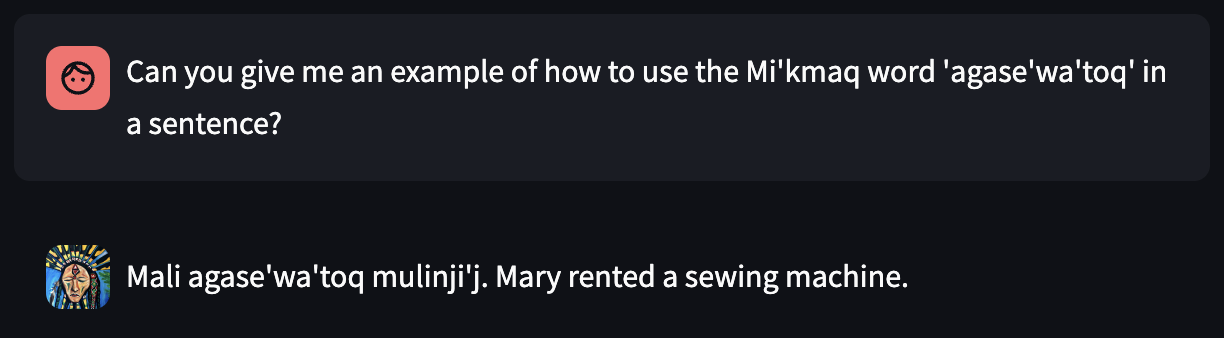 Can you give me an example of how to use the Mi'kmaq word 'agase'wa'toq' in
a sentence?
Mali agase'wa'toq mulinji'j. Mary rented a sewing machine.